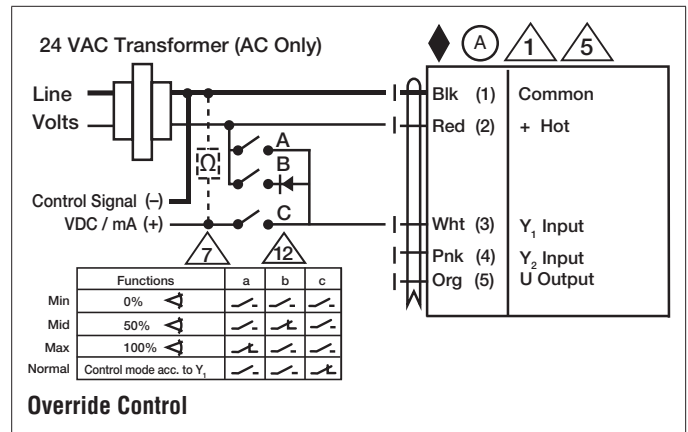 24 VAC Transformer (AC Only)
A 1 5
Line
Volts
Blk (1) Common
Red (2) + Hot
A
Ω
B
Control Signal (–)
VDC / mA (+)
C
Wht (3) Y1 Input
7 12
Pnk (4) Y2 Input
Org (5) U Output
Functions a b c
Min 0%
Mid 50%
Max 100%
Normal Control mode acc. to Y1
Override Control